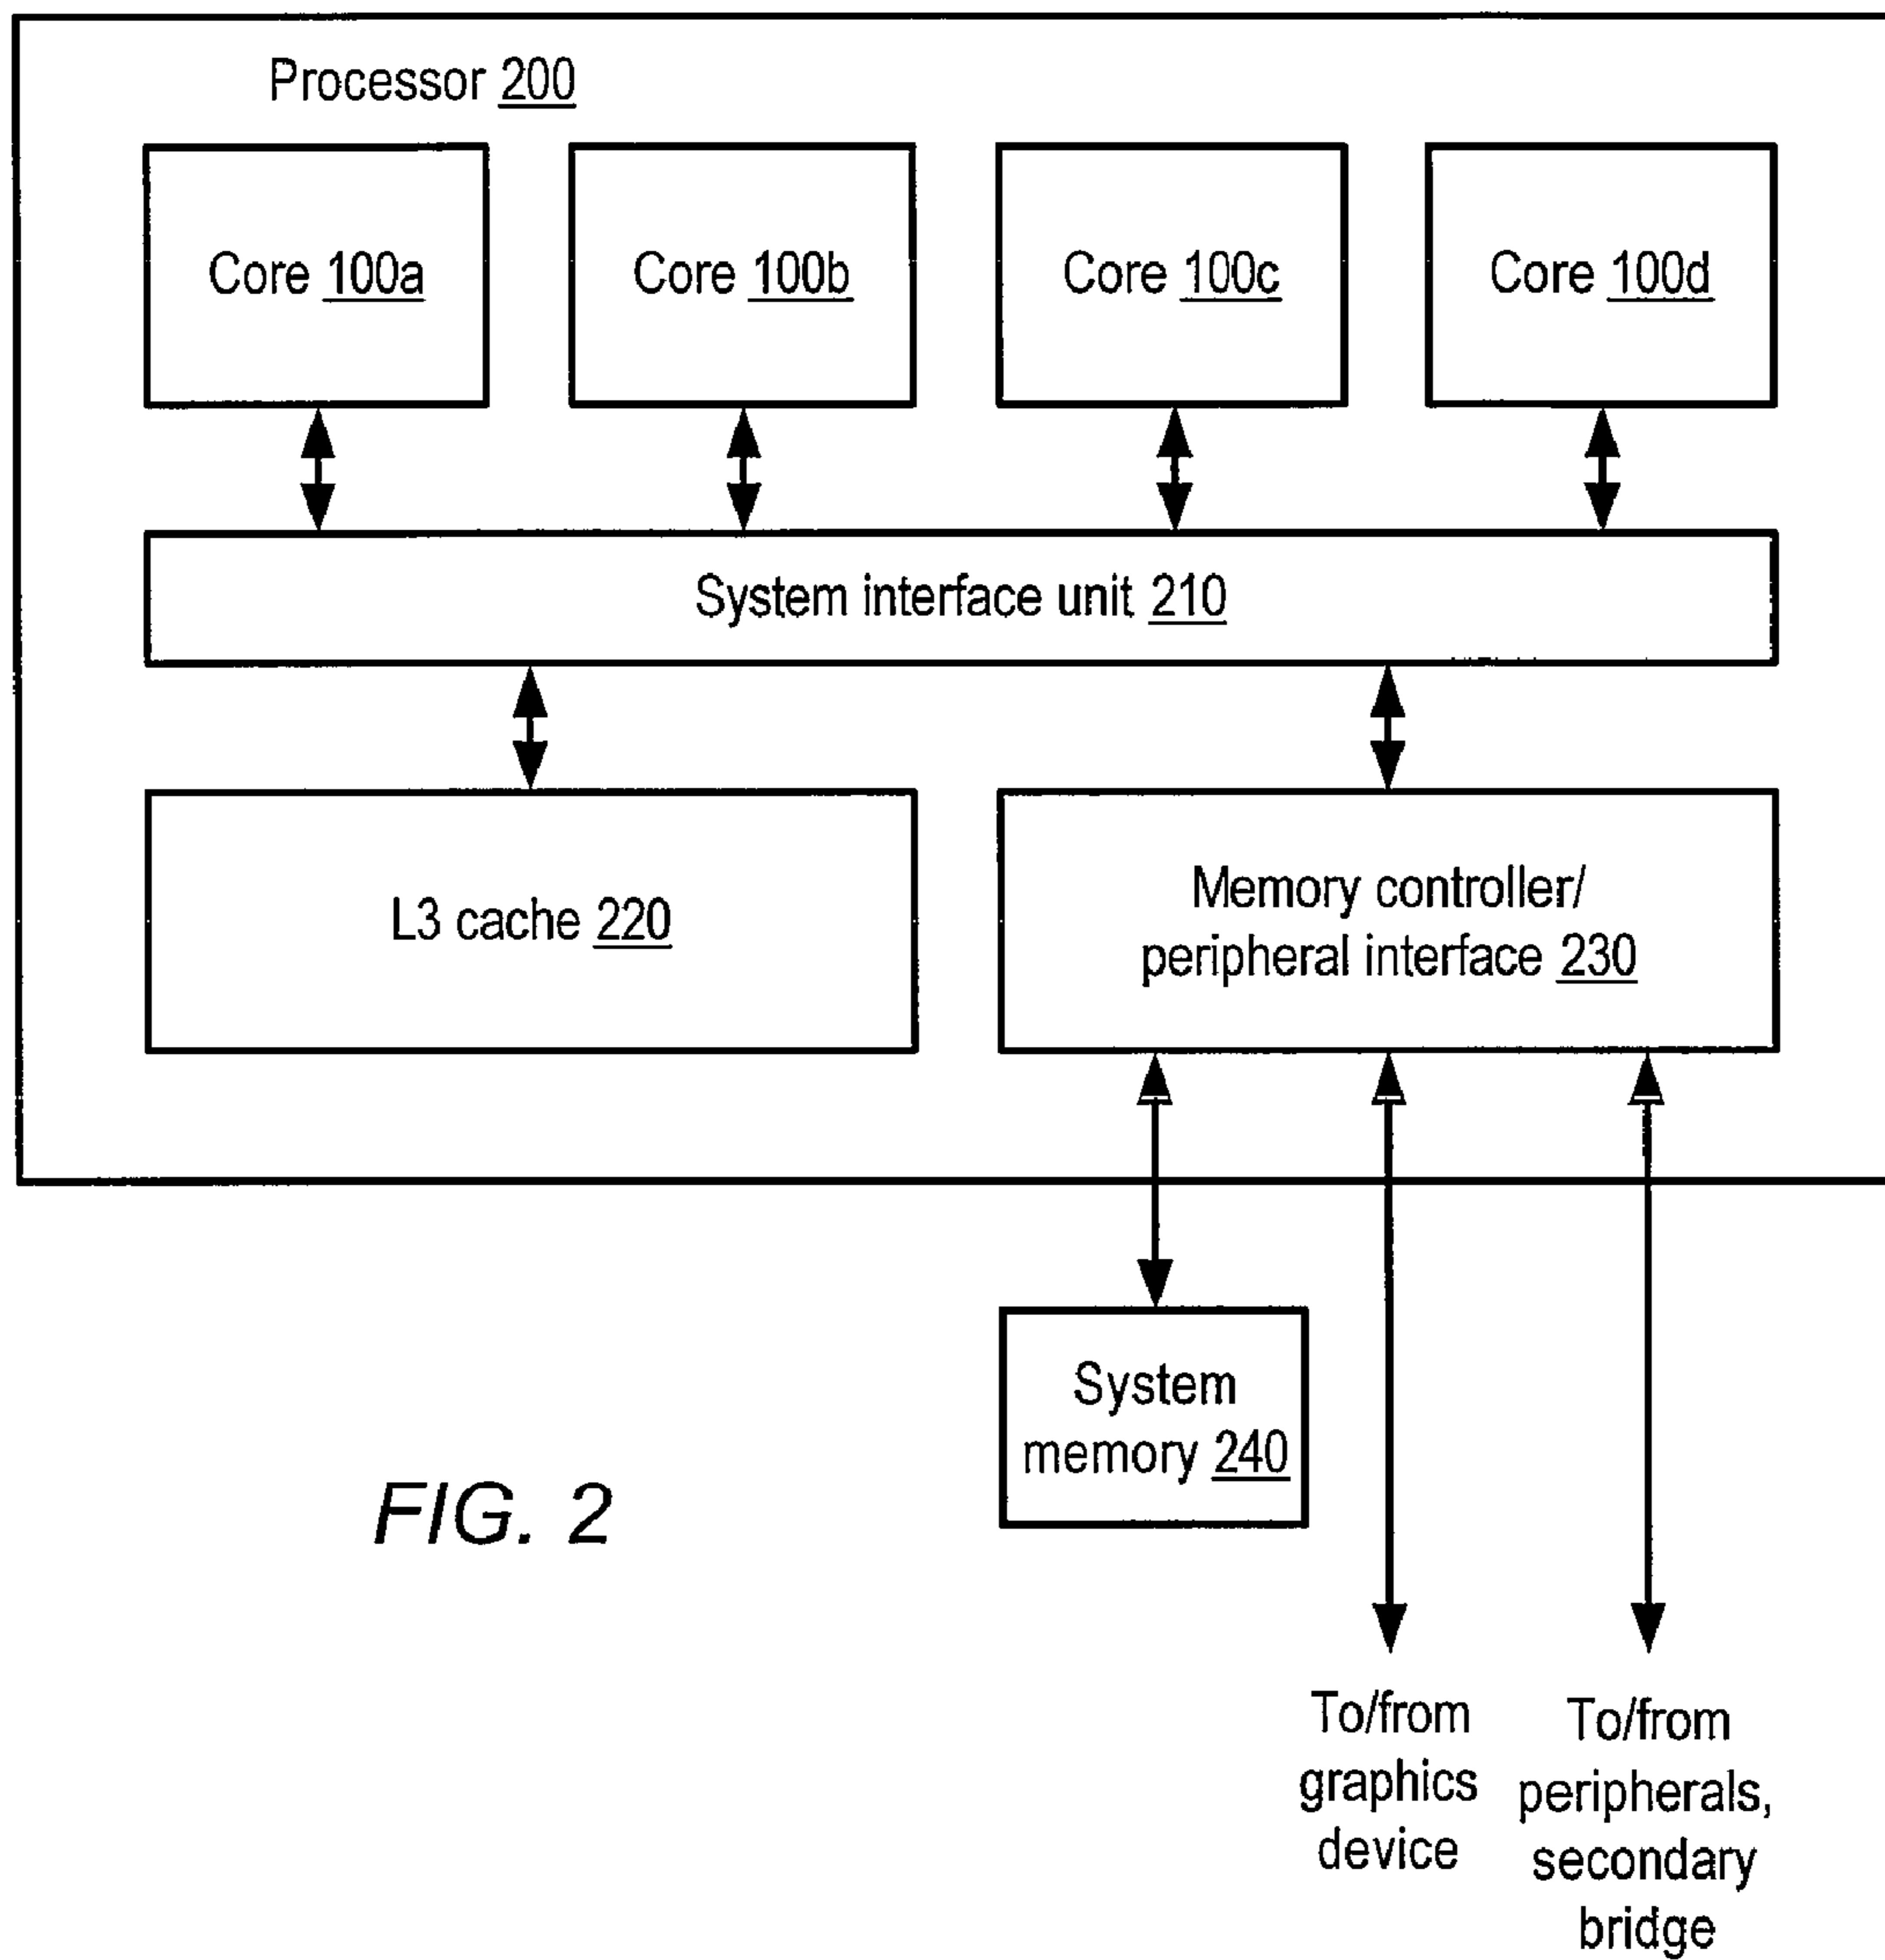 Processor 200
Core 100a
Core 100b
Core 100c
Core 100d
System interface unit 210
L3 cache 220
Memory controller/
peripheral interface 230
System
memory 240
FIG. 2
To/from
graphics
device
To/from
peripherals,
secondary
bridge